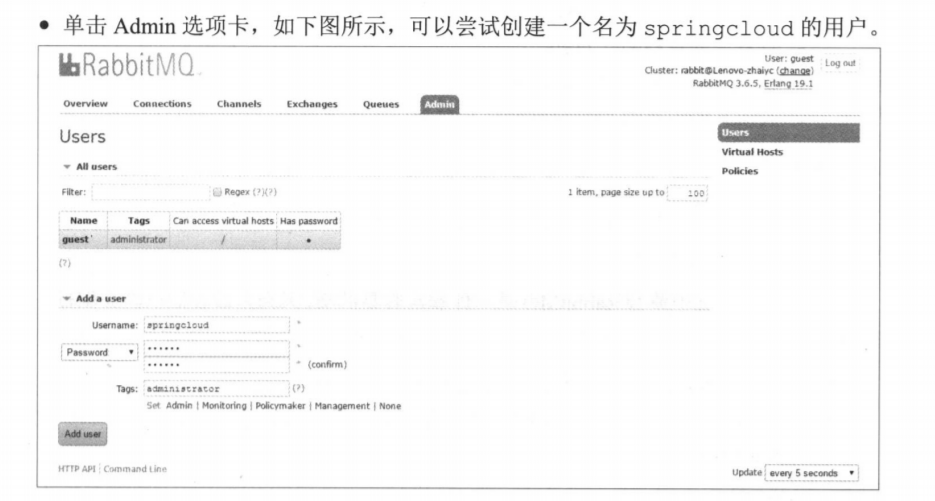 ● 单击 Admin 选项卡，如下图所示，可以尝试创建一个名为 springcloud 的用户。
RabbitMQ
User: guest
Log out
Cluster: rabbit@Lenovo-zhaiyc (change)
RabbitMQ 3.6.5, Erlang 19.1
Overview Connections Channels Exchanges Queues Admin
Users
Users
Virtual Hosts
Policies
All users
Filter: Regex (?)(?) 1 item, page size up to 100
Name Tags Can access virtual hosts Has password
guest administrator / •
(?)
Add a user
Username: springcloud *
Password ▼ •••••• *
•••••• * (confirm)
Tags: administrator (?)
Set Admin | Monitoring | Policymaker | Management | None
Add user
HTTP API | Command Line
Update every 5 seconds ▼